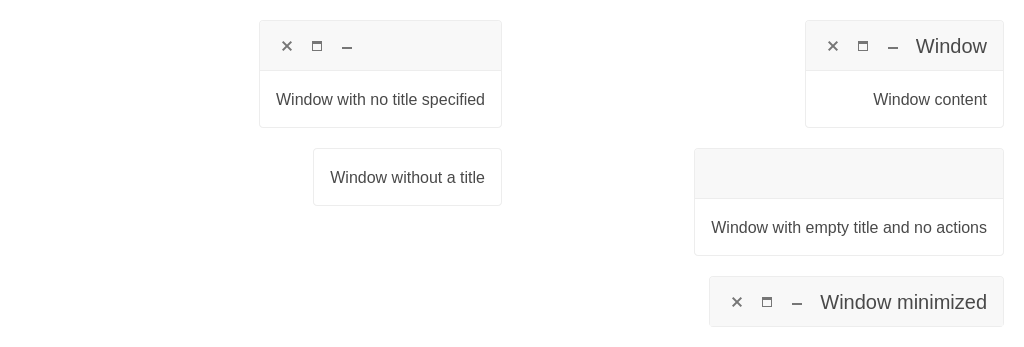 Window
Window with no title specified
Window content
Window without a title
Window with empty title and no actions
Window minimized